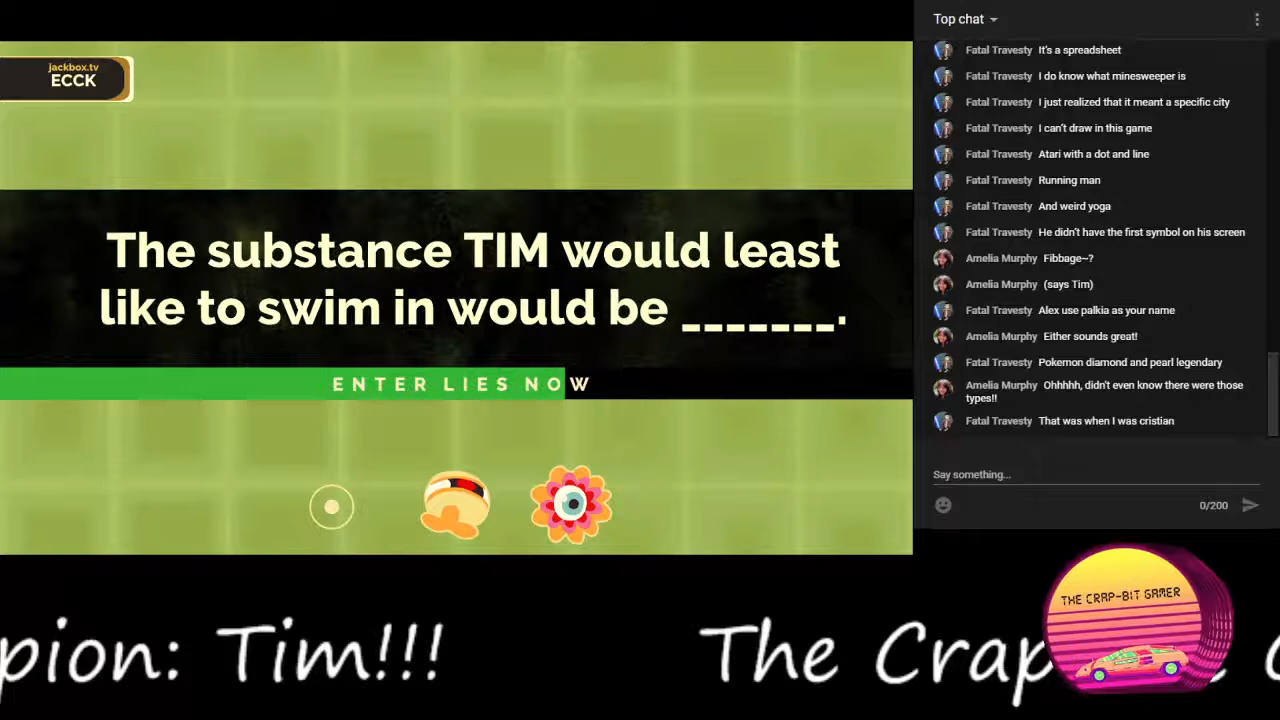 jackbox.tv
ECCK
The substance TIM would least
like to swim in would be _______.
ENTER LIES NOW
Top chat
Fatal Travesty It's a spreadsheet
Fatal Travesty I do know what minesweeper is
Fatal Travesty I just realized that it meant a specific city
Fatal Travesty I can't draw in this game
Fatal Travesty Atari with a dot and line
Fatal Travesty Running man
Fatal Travesty And weird yoga
Fatal Travesty He didn't have the first symbol on his screen
Amelia Murphy Fibbage~?
Amelia Murphy (says Tim)
Fatal Travesty Alex use palkia as your name
Amelia Murphy Either sounds great!
Fatal Travesty Pokemon diamond and pearl legendary
Amelia Murphy Ohhhhh, didn't even know there were those
types!!
Fatal Travesty That was when I was cristian
Say something...
0/200
THE CRAP-BIT GAMER
pion: Tim!!! The Crap